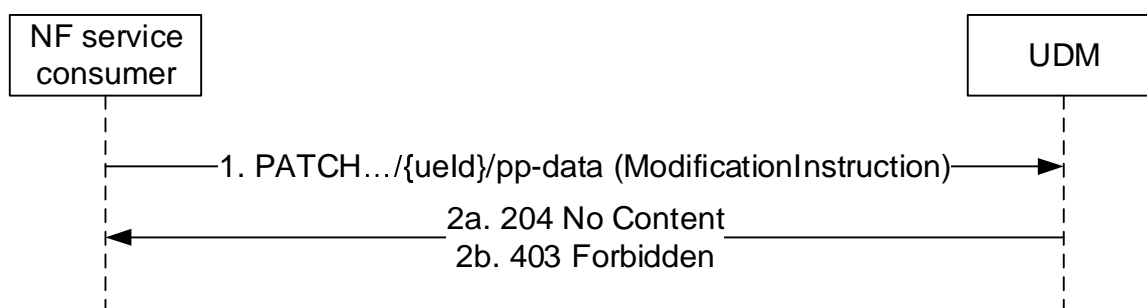 NF service
consumer
UDM
1. PATCH…/{ueId}/pp-data (ModificationInstruction)
2a. 204 No Content
2b. 403 Forbidden